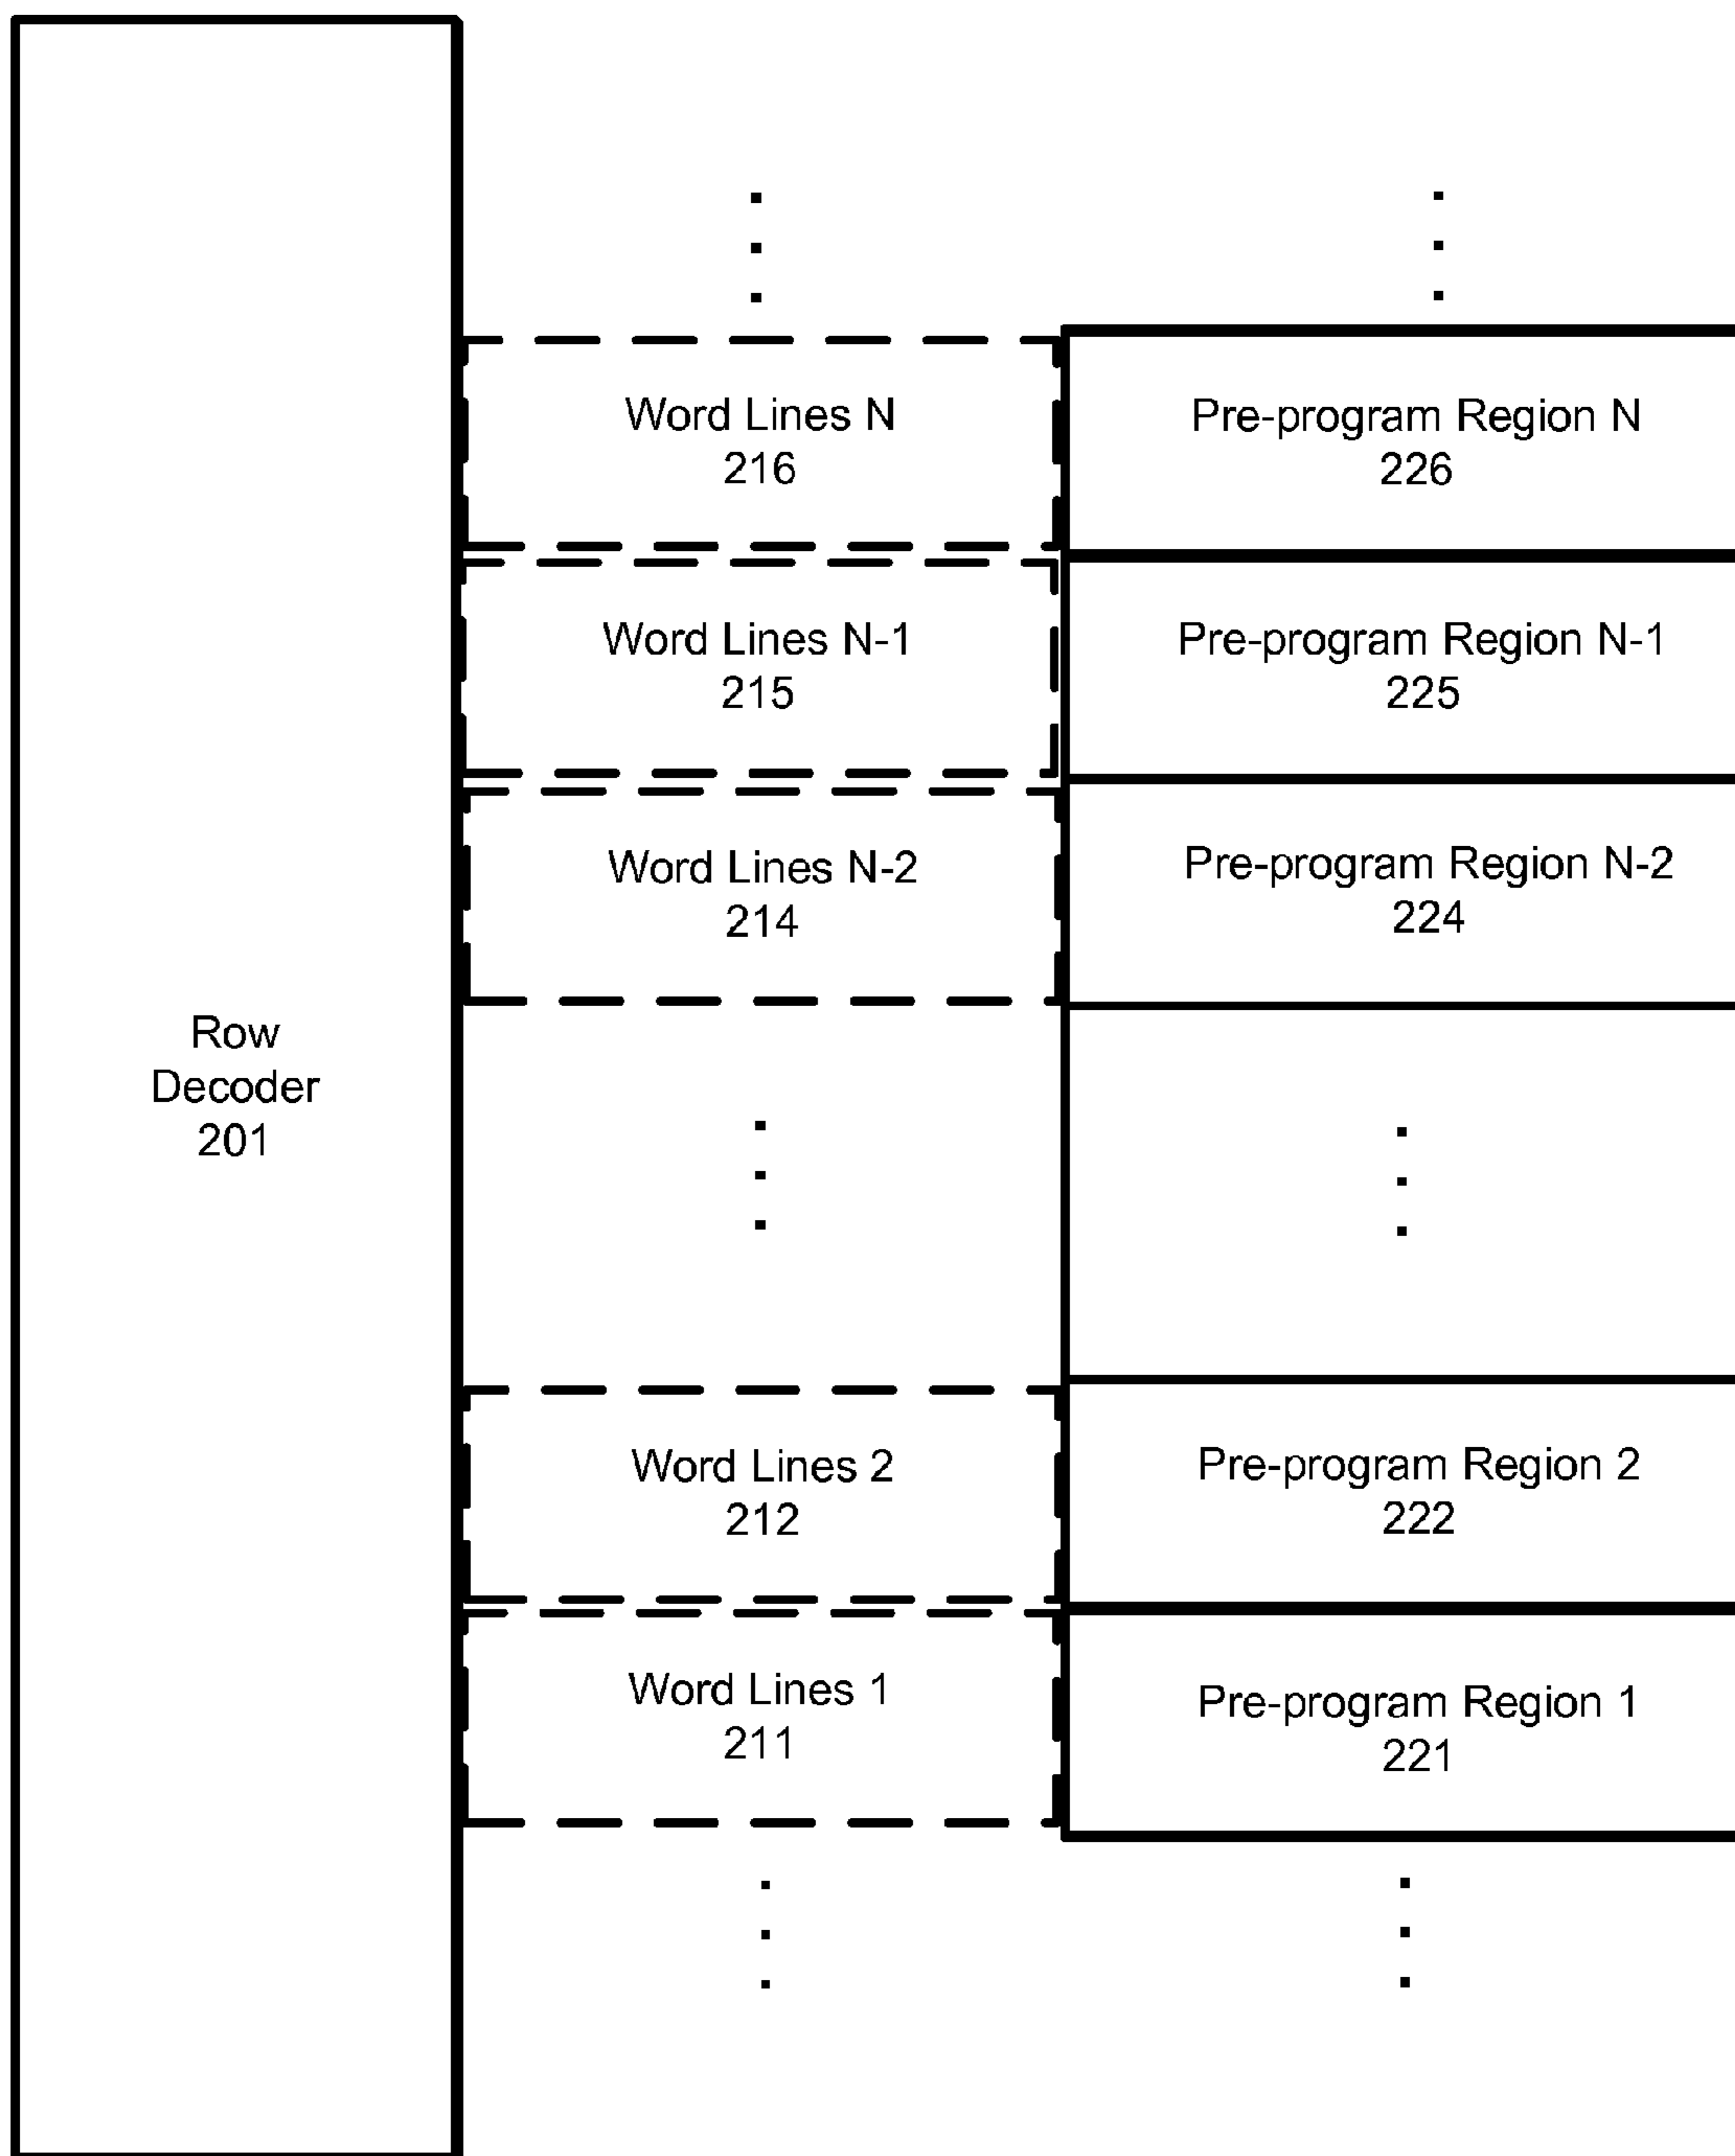 Word Lines N
216
Pre-program Region N
226
Word Lines N-1
215
Pre-program Region N-1
225
Word Lines N-2
214
Pre-program Region N-2
224
Row
Decoder
201
Word Lines 2
212
Pre-program Region 2
222
Word Lines 1
211
Pre-program Region 1
221